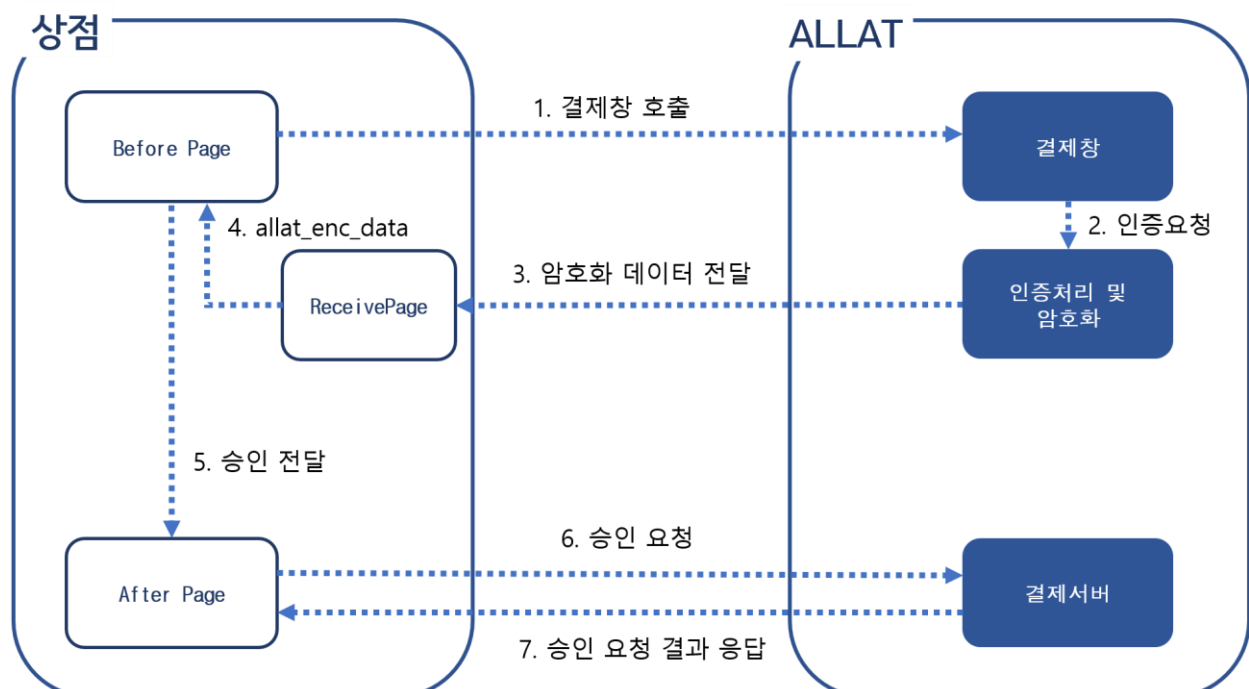 상점
ALLAT
1. 결제창 호출
Before Page
결제창
4. allat_enc_data
2. 인증요청
3. 암호화 데이터 전달
ReceivePage
인증처리 및
암호화
5. 승인 전달
6. 승인 요청
After Page
결제서버
7. 승인 요청 결과 응답